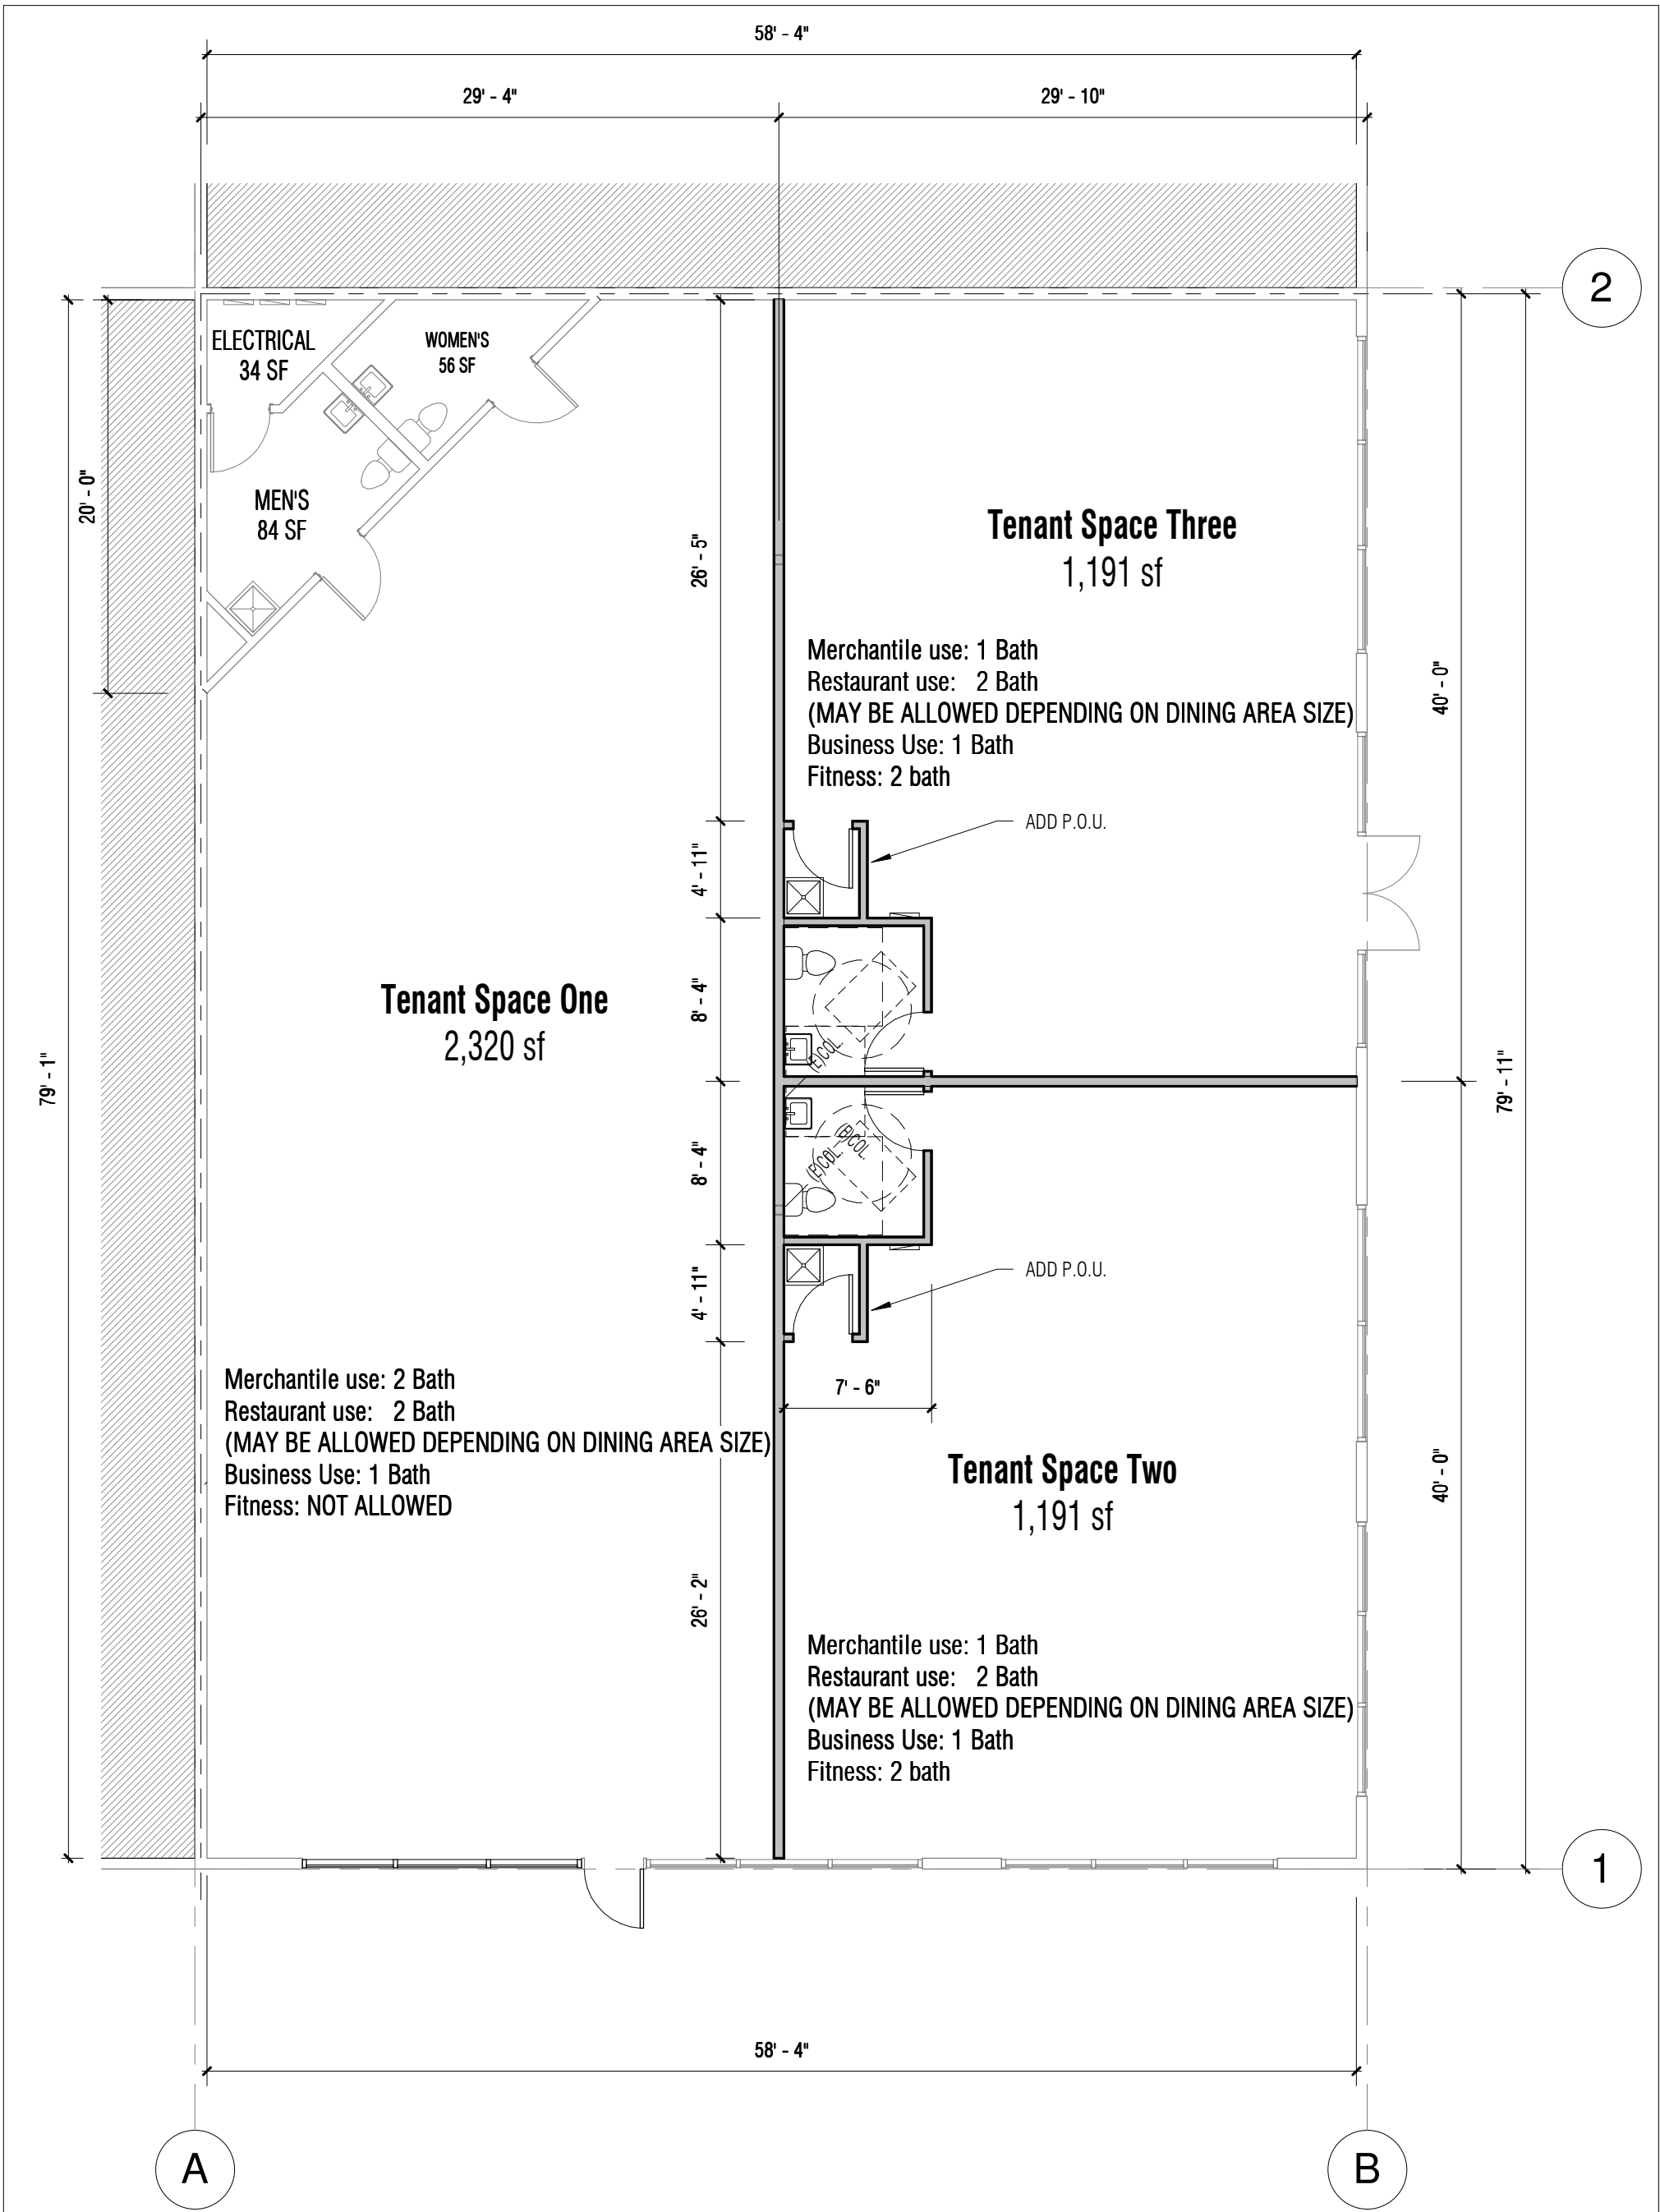 58' - 4"
29' - 4"
29' - 10"
2
ELECTRICAL
34 SF
WOMEN'S
56 SF
20' - 0"
MEN'S
84 SF
26' - 5"
Tenant Space Three
1,191 sf
Merchantile use: 1 Bath
Restaurant use: 2 Bath
(MAY BE ALLOWED DEPENDING ON DINING AREA SIZE)
Business Use: 1 Bath
Fitness: 2 bath
40' - 0"
ADD P.O.U.
4' - 11"
8' - 4"
Tenant Space One
2,320 sf
(E)COL.
79' - 1"
79' - 11"
8' - 4"
(E)COL.
(E)COL.
4' - 11"
ADD P.O.U.
7' - 6"
Merchantile use: 2 Bath
Restaurant use: 2 Bath
(MAY BE ALLOWED DEPENDING ON DINING AREA SIZE)
Business Use: 1 Bath
Fitness: NOT ALLOWED
Tenant Space Two
1,191 sf
40' - 0"
26' - 2"
Merchantile use: 1 Bath
Restaurant use: 2 Bath
(MAY BE ALLOWED DEPENDING ON DINING AREA SIZE)
Business Use: 1 Bath
Fitness: 2 bath
1
58' - 4"
A
B